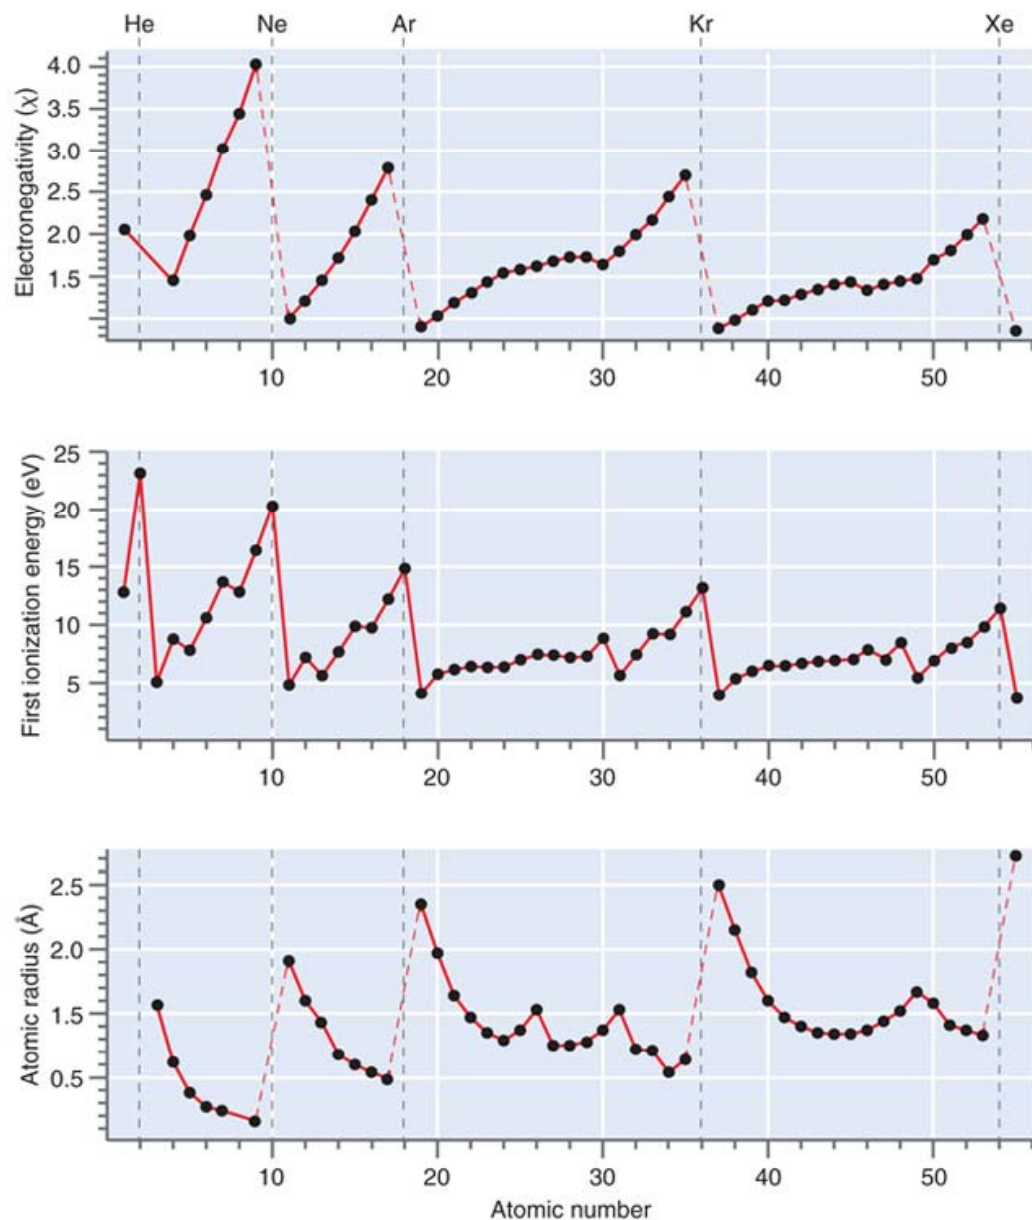 He Ne Ar Kr Xe
Electronegativity (χ)
4.0
3.5
3.0
2.5
2.0
1.5
10 20 30 40 50
First ionization energy (eV)
25
20
15
10
5
10 20 30 40 50
Atomic radius (Å)
2.5
2.0
1.5
0.5
10 20 30 40 50
Atomic number